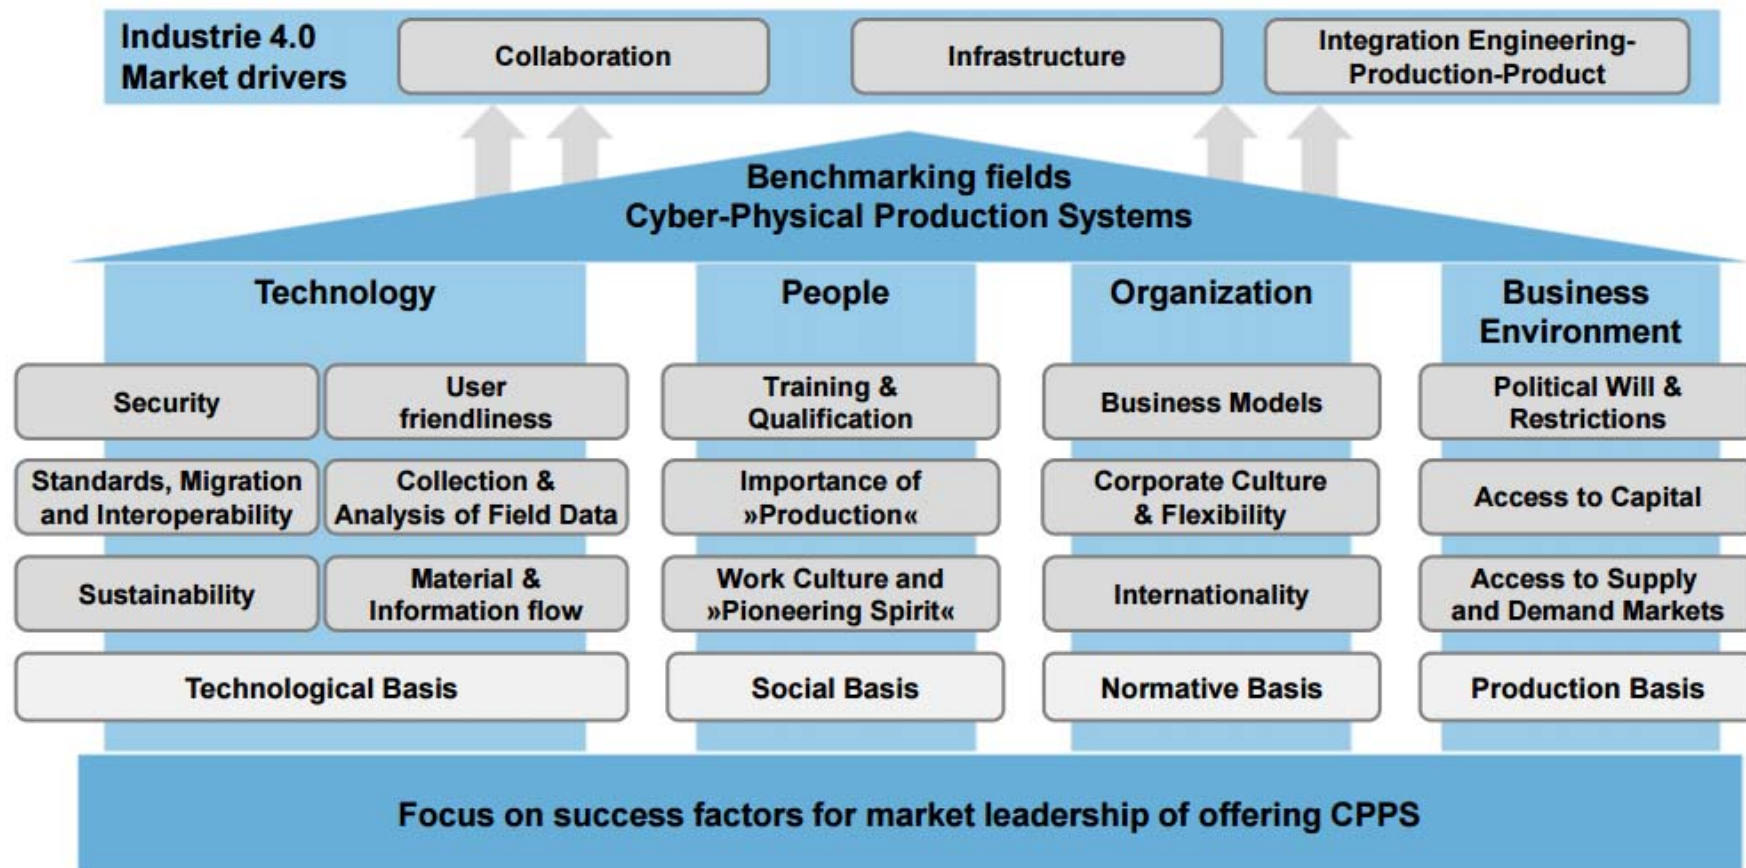 Industrie 4.0
Market drivers
Collaboration
Infrastructure
Integration Engineering-
Production-Product
Benchmarking fields
Cyber-Physical Production Systems
Technology
People
Organization
Business
Environment
Security
User
friendliness
Training &
Qualification
Business Models
Political Will &
Restrictions
Standards, Migration
and Interoperability
Collection &
Analysis of Field Data
Importance of
»Production«
Corporate Culture
& Flexibility
Access to Capital
Sustainability
Material &
Information flow
Work Culture and
»Pioneering Spirit«
Internationality
Access to Supply
and Demand Markets
Technological Basis
Social Basis
Normative Basis
Production Basis
Focus on success factors for market leadership of offering CPPS